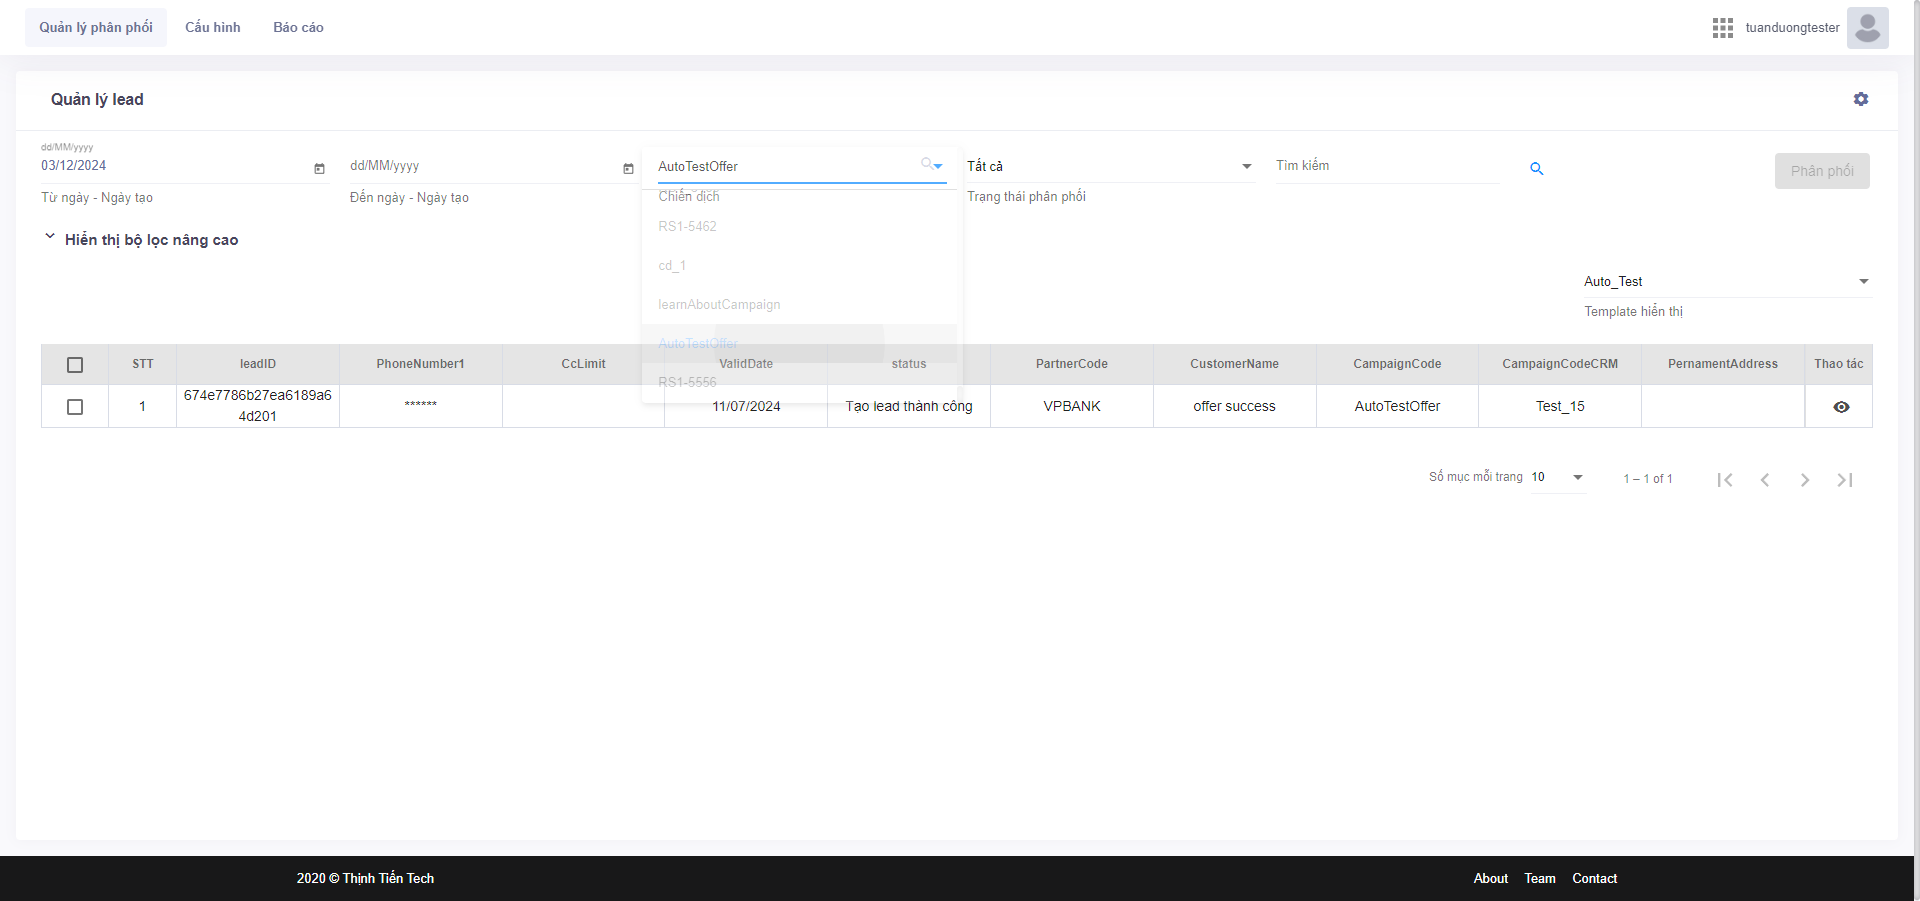 Quản lý phân phối Cấu hình Báo cáo tuanduongtester
Quản lý lead
dd/MM/yyyy
03/12/2024 dd/MM/yyyy AutoTestOffer Tất cả Tìm kiếm Phân phối
Từ ngày - Ngày tạo Đến ngày - Ngày tạo Chiến dịch Trạng thái phân phối
RS1-5462
Hiển thị bộ lọc nâng cao
cd_1
Auto_Test
learnAboutCampaign
Template hiển thị
AutoTestOffer
STT leadID PhoneNumber1 CcLimit ValidDate status PartnerCode CustomerName CampaignCode CampaignCodeCRM PernamentAddress Thao tác
RS1-5556
1 674e7786b27ea6189a6 ****** 11/07/2024 Tạo lead thành công VPBANK offer success AutoTestOffer Test_15
4d201
Số mục mỗi trang 10 1 – 1 of 1
2020 © Thịnh Tiến Tech About Team Contact